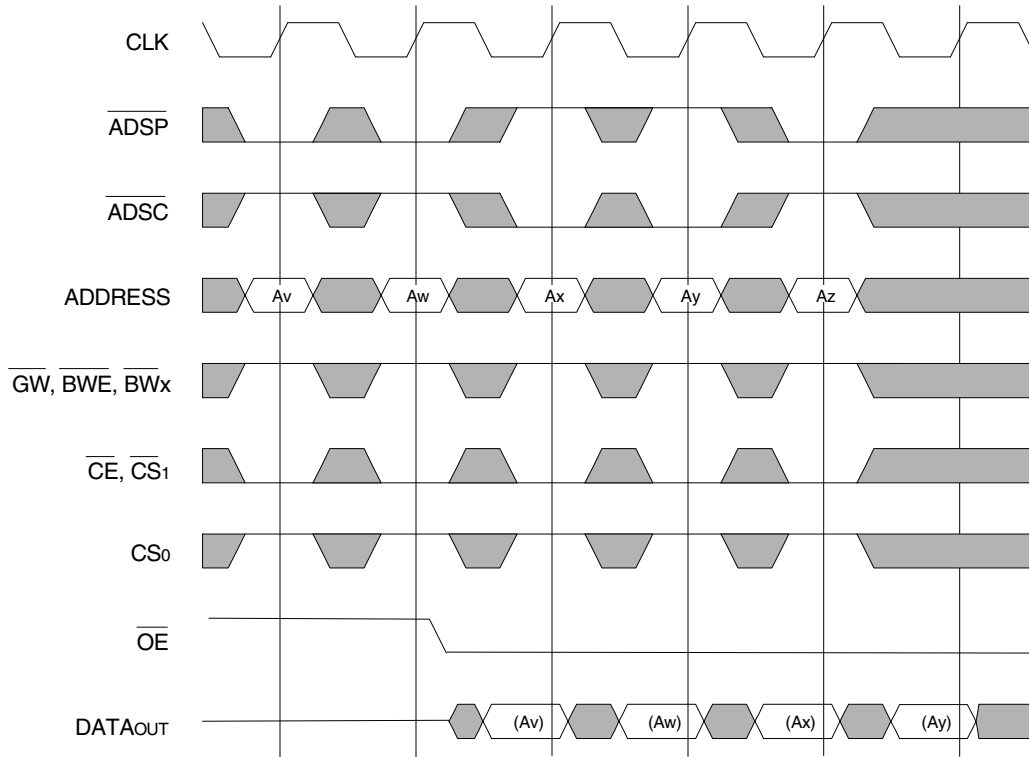 CLK
ADSP
ADSC
ADDRESS
Av Aw Ax Ay Az
GW, BWE, BWx
CE, CS1
CS0
OE
DATAOUT
(Av) (Aw) (Ax) (Ay)